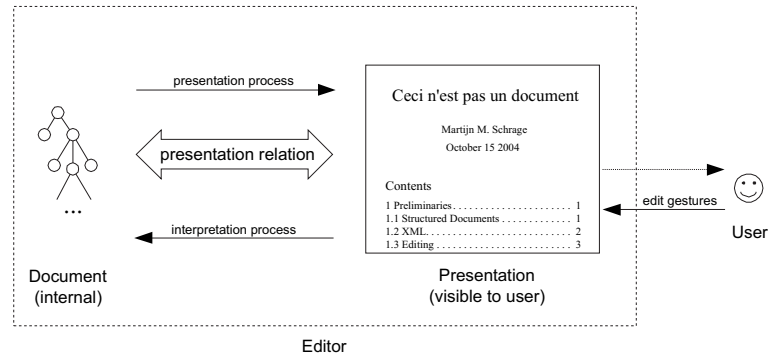 presentation process
presentation relation
interpretation process
...
Document
(internal)
Ceci n'est pas un document
Martijn M. Schrage
October 15 2004
Contents
1 Preliminaries . . . . . . . . . . . . . . . . . . . . . . . 1
1.1 Structured Documents . . . . . . . . . . . . 1
1.2 XML . . . . . . . . . . . . . . . . . . . . . . . . . . 2
1.3 Editing . . . . . . . . . . . . . . . . . . . . . . . . 3
Presentation
(visible to user)
edit gestures
User
Editor